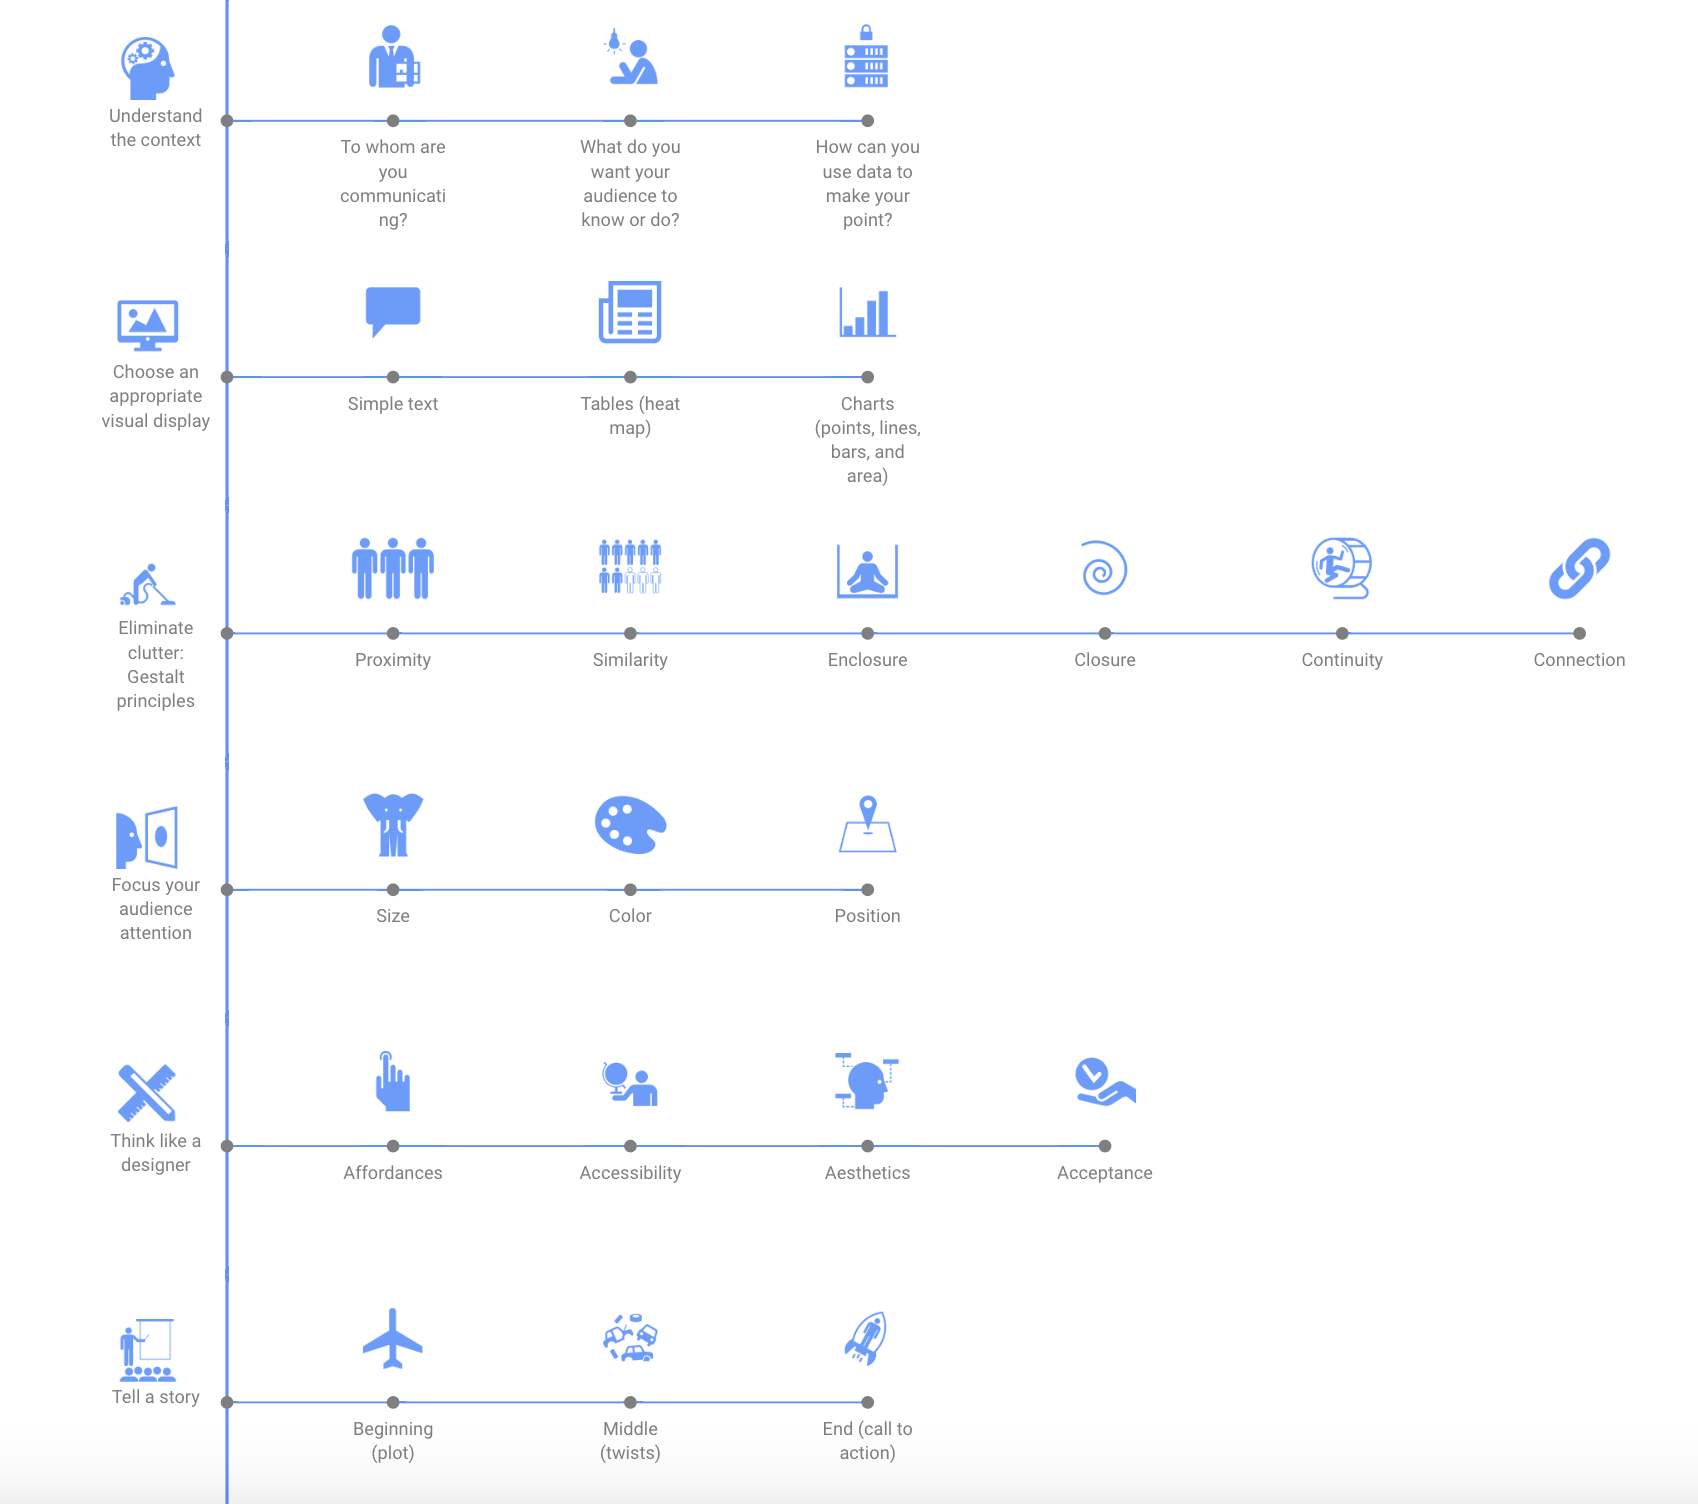 Understand
the context
To whom are
you
communicati
ng?
What do you
want your
audience to
know or do?
How can you
use data to
make your
point?
Choose an
appropriate
visual display
Simple text
Tables (heat
map)
Charts
(points, lines,
bars, and
area)
Eliminate
clutter:
Gestalt
principles
Proximity
Similarity
Enclosure
Closure
Continuity
Connection
Focus your
audience
attention
Size
Color
Position
Think like a
designer
Affordances
Accessibility
Aesthetics
Acceptance
Tell a story
Beginning
(plot)
Middle
(twists)
End (call to
action)